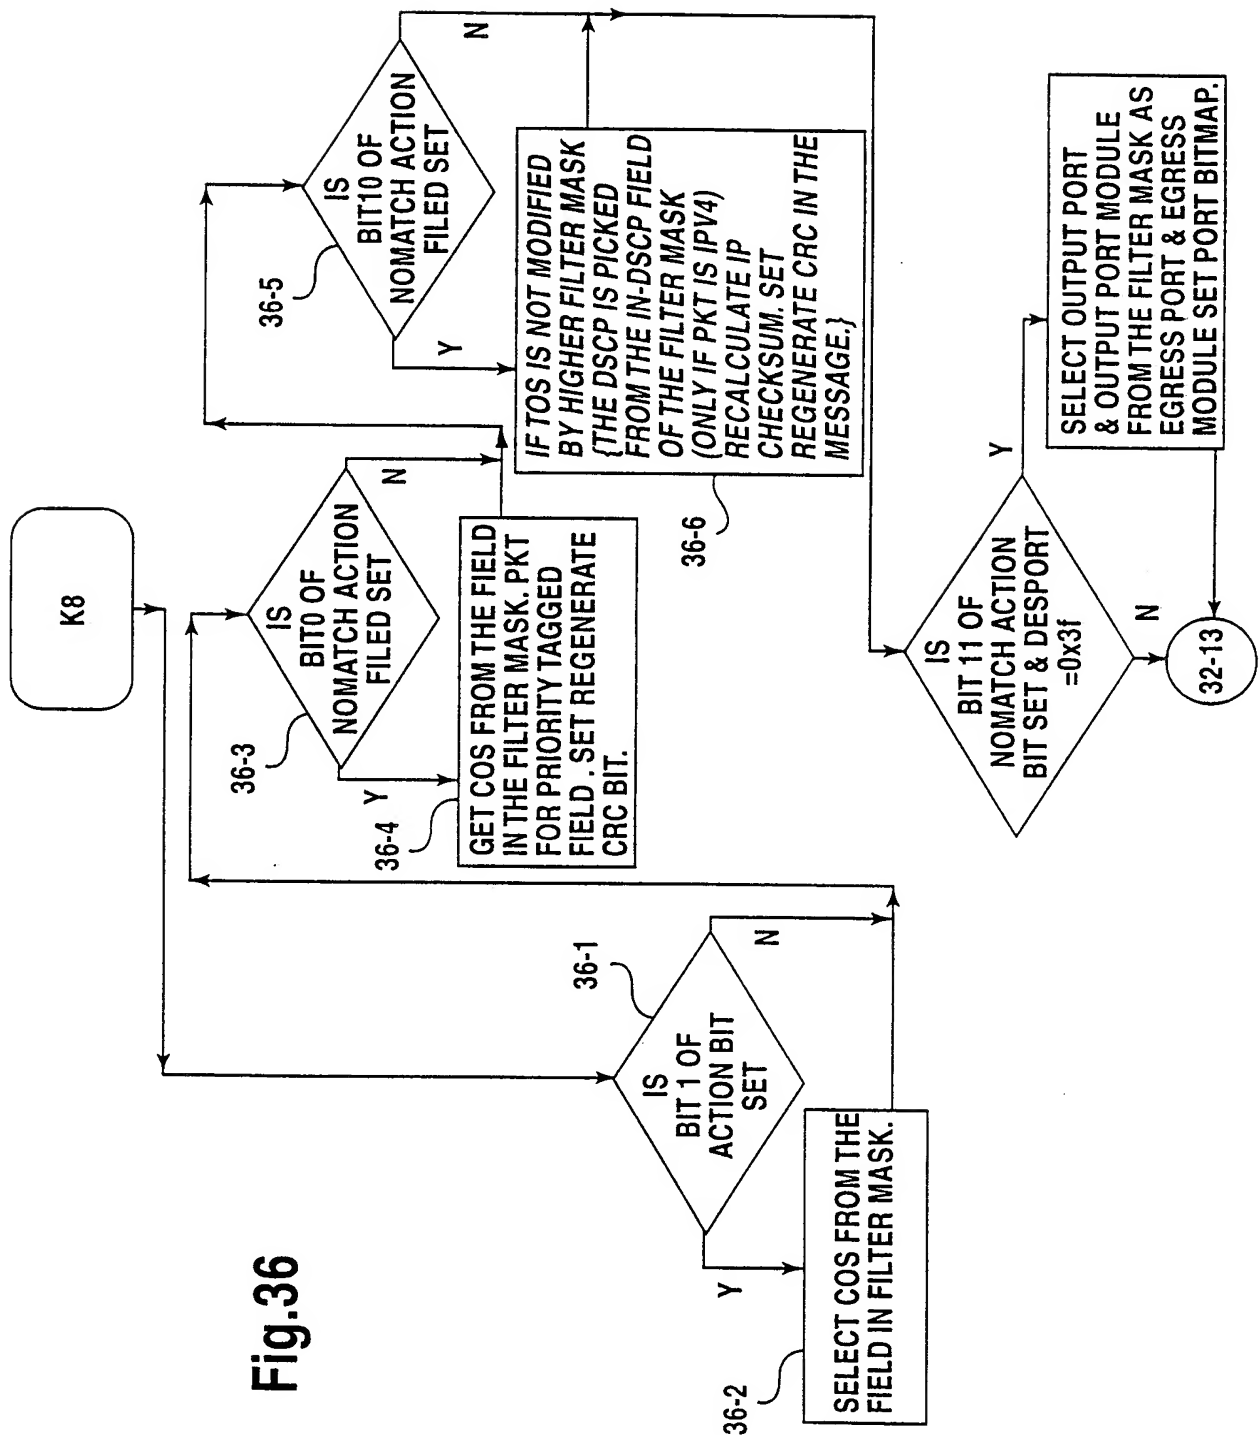 Fig.36
K8
36-1
IS
BIT 1 OF
ACTION BIT
SET
Y
N
36-2
SELECT COS FROM THE
FIELD IN FILTER MASK.
36-3
IS
BIT0 OF
NOMATCH ACTION
FILED SET
Y
N
36-4
GET COS FROM THE FIELD
IN THE FILTER MASK. PKT
FOR PRIORITY TAGGED
FIELD . SET REGENERATE
CRC BIT.
36-5
IS
BIT10 OF
NOMATCH ACTION
FILED SET
Y
N
36-6
IF TOS IS NOT MODIFIED
BY HIGHER FILTER MASK
{THE DSCP IS PICKED
FROM THE IN-DSCP FIELD
OF THE FILTER MASK
(ONLY IF PKT IS IPV4)
RECALCULATE IP
CHECKSUM. SET
REGENERATE CRC IN THE
MESSAGE.}
IS
BIT 11 OF
NOMATCH ACTION
BIT SET & DESPORT
=0x3f
Y
N
SELECT OUTPUT PORT
& OUTPUT PORT MODULE
FROM THE FILTER MASK AS
EGRESS PORT & EGRESS
MODULE SET PORT BITMAP.
32-13